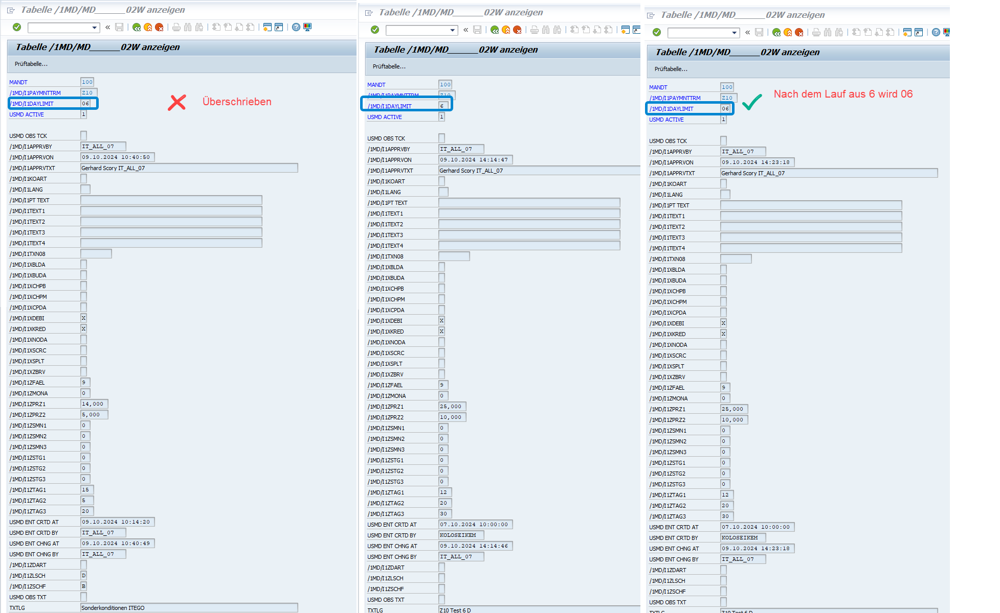 Tabelle /1MD/MD______02W anzeigen
Tabelle /1MD/MD______02W anzeigen
Prüftabelle...
MANDT 100
/1MD/I1PAYMNTTRM Z10
/1MD/I1DAYLIMIT 06
USMD ACTIVE 1
Überschrieben
USMD OBS TCK
/1MD/I1APPRVBY IT_ALL_07
/1MD/I1APPRVON 09.10.2024 10:40:50
/1MD/I1APPRVTXT Gerhard Scory IT_ALL_07
/1MD/I1KOART
/1MD/I1LANG
/1MD/I1PT TEXT
/1MD/I1TEXT1
/1MD/I1TEXT2
/1MD/I1TEXT3
/1MD/I1TEXT4
/1MD/I1TXN08
/1MD/I1XBLDA
/1MD/I1XBUDA
/1MD/I1XCHPB
/1MD/I1XCHPM
/1MD/I1XCPDA
/1MD/I1XDEBI X
/1MD/I1XKRED X
/1MD/I1XNODA
/1MD/I1XSCRC
/1MD/I1XSPLT
/1MD/I1XZBRV
/1MD/I1ZFAEL 9
/1MD/I1ZMONA 0
/1MD/I1ZPRZ1 14,000
/1MD/I1ZPRZ2 5,000
/1MD/I1ZSMN1 0
/1MD/I1ZSMN2 0
/1MD/I1ZSMN3 0
/1MD/I1ZSTG1 0
/1MD/I1ZSTG2 0
/1MD/I1ZSTG3 0
/1MD/I1ZTAG1 15
/1MD/I1ZTAG2 5
/1MD/I1ZTAG3 20
USMD ENT CRTD AT 09.10.2024 10:14:20
USMD ENT CRTD BY IT_ALL_07
USMD ENT CHNG AT 09.10.2024 10:40:49
USMD ENT CHNG BY IT_ALL_07
/1MD/I1ZDART
/1MD/I1ZLSCH D
/1MD/I1ZSCHF B
USMD OBS TXT
TXTLG Sonderkonditionen ITEGO
Tabelle /1MD/MD______02W anzeigen
Tabelle /1MD/MD______02W anzeigen
Prüftabelle...
MANDT 100
/1MD/I1PAYMNTTRM Z10
/1MD/I1DAYLIMIT 6
USMD ACTIVE 1
USMD OBS TCK
/1MD/I1APPRVBY IT_ALL_07
/1MD/I1APPRVON 09.10.2024 14:14:47
/1MD/I1APPRVTXT Gerhard Scory IT_ALL_07
/1MD/I1KOART
/1MD/I1LANG
/1MD/I1PT TEXT
/1MD/I1TEXT1
/1MD/I1TEXT2
/1MD/I1TEXT3
/1MD/I1TEXT4
/1MD/I1TXN08
/1MD/I1XBLDA
/1MD/I1XBUDA
/1MD/I1XCHPB
/1MD/I1XCHPM
/1MD/I1XCPDA
/1MD/I1XDEBI X
/1MD/I1XKRED X
/1MD/I1XNODA
/1MD/I1XSCRC
/1MD/I1XSPLT
/1MD/I1XZBRV
/1MD/I1ZFAEL 9
/1MD/I1ZMONA 0
/1MD/I1ZPRZ1 25,000
/1MD/I1ZPRZ2 10,000
/1MD/I1ZSMN1 0
/1MD/I1ZSMN2 0
/1MD/I1ZSMN3 0
/1MD/I1ZSTG1 0
/1MD/I1ZSTG2 0
/1MD/I1ZSTG3 0
/1MD/I1ZTAG1 12
/1MD/I1ZTAG2 20
/1MD/I1ZTAG3 30
USMD ENT CRTD AT 07.10.2024 10:00:00
USMD ENT CRTD BY KOLOSEIKEM
USMD ENT CHNG AT 09.10.2024 14:14:46
USMD ENT CHNG BY IT_ALL_07
/1MD/I1ZDART
/1MD/I1ZLSCH
/1MD/I1ZSCHF
USMD OBS TXT
TXTLG Z10 Test 6 D
Tabelle /1MD/MD______02W anzeigen
Tabelle /1MD/MD______02W anzeigen
Prüftabelle...
MANDT 100
/1MD/I1PAYMNTTRM Z10
/1MD/I1DAYLIMIT 06
USMD ACTIVE 1
Nach dem Lauf aus 6 wird 06
USMD OBS TCK
/1MD/I1APPRVBY IT_ALL_07
/1MD/I1APPRVON 09.10.2024 14:23:18
/1MD/I1APPRVTXT Gerhard Scory IT_ALL_07
/1MD/I1KOART
/1MD/I1LANG
/1MD/I1PT TEXT
/1MD/I1TEXT1
/1MD/I1TEXT2
/1MD/I1TEXT3
/1MD/I1TEXT4
/1MD/I1TXN08
/1MD/I1XBLDA
/1MD/I1XBUDA
/1MD/I1XCHPB
/1MD/I1XCHPM
/1MD/I1XCPDA
/1MD/I1XDEBI X
/1MD/I1XKRED X
/1MD/I1XNODA
/1MD/I1XSCRC
/1MD/I1XSPLT
/1MD/I1XZBRV
/1MD/I1ZFAEL 9
/1MD/I1ZMONA 0
/1MD/I1ZPRZ1 25,000
/1MD/I1ZPRZ2 10,000
/1MD/I1ZSMN1 0
/1MD/I1ZSMN2 0
/1MD/I1ZSMN3 0
/1MD/I1ZSTG1 0
/1MD/I1ZSTG2 0
/1MD/I1ZSTG3 0
/1MD/I1ZTAG1 12
/1MD/I1ZTAG2 20
/1MD/I1ZTAG3 30
USMD ENT CRTD AT 07.10.2024 10:00:00
USMD ENT CRTD BY KOLOSEIKEM
USMD ENT CHNG AT 09.10.2024 14:23:18
USMD ENT CHNG BY IT_ALL_07
/1MD/I1ZDART
/1MD/I1ZLSCH
/1MD/I1ZSCHF
USMD OBS TXT
TXTLG Z10 Test 6 D